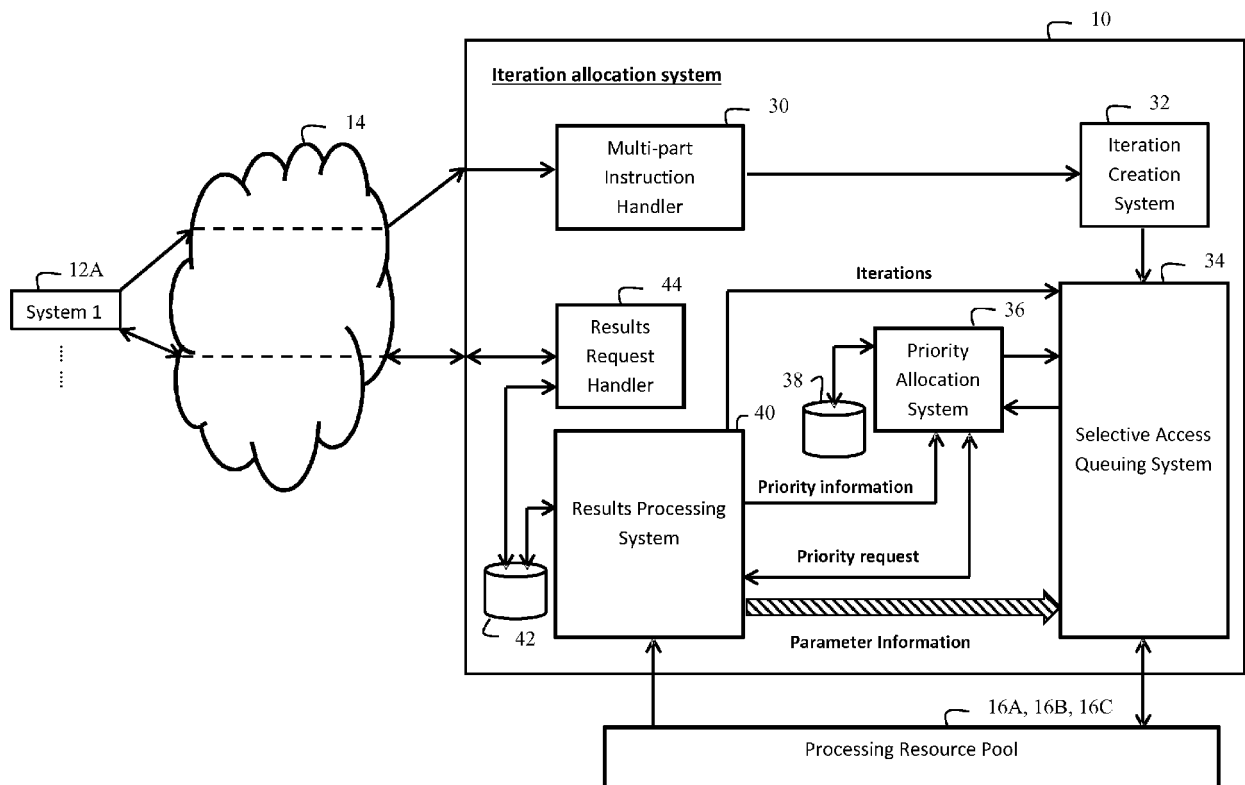 10
Iteration allocation system
14
30
Multi-part
Instruction
Handler
32
Iteration
Creation
System
12A
System 1
44
Results
Request
Handler
Iterations
34
36
Priority
Allocation
System
38
40
Selective Access
Queuing System
Priority information
Results Processing
System
Priority request
42
Parameter Information
16A, 16B, 16C
Processing Resource Pool